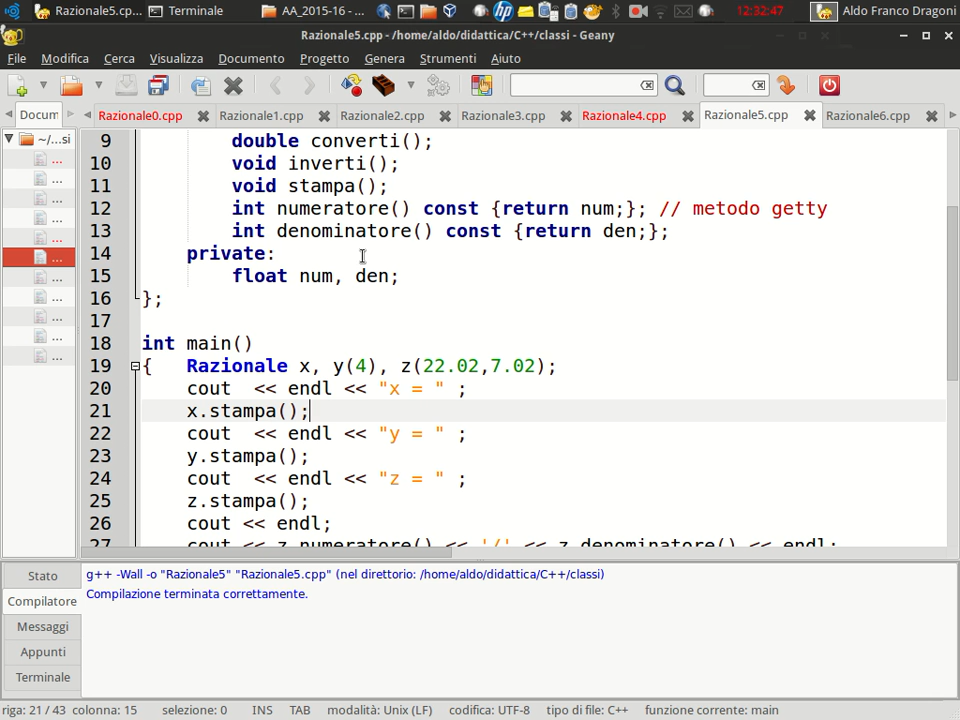 Razionale5.cp... Terminale AA_2015-16 - ... 12:32:47 Aldo Franco Dragoni
Razionale5.cpp - /home/aldo/didattica/C++/classi - Geany
File Modifica Cerca Visualizza Documento Progetto Genera Strumenti Aiuto
Docum Razionale0.cpp Razionale1.cpp Razionale2.cpp Razionale3.cpp Razionale4.cpp Razionale5.cpp Razionale6.cpp
~/...si
9 double converti();
10 void inverti();
11 void stampa();
12 int numeratore() const {return num;}; // metodo getty
13 int denominatore() const {return den;};
14 private:
15 float num, den;
16 };
17
18 int main()
19 { Razionale x, y(4), z(22.02,7.02);
20 cout << endl << "x = " ;
21 x.stampa();
22 cout << endl << "y = " ;
23 y.stampa();
24 cout << endl << "z = " ;
25 z.stampa();
26 cout << endl;
27 cout << z.numeratore() << '/' << z.denominatore() << endl;
Stato
Compilatore
Messaggi
Appunti
Terminale
g++ -Wall -o "Razionale5" "Razionale5.cpp" (nel direttorio: /home/aldo/didattica/C++/classi)
Compilazione terminata correttamente.
riga: 21 / 43 colonna: 15 selezione: 0 INS TAB modalità: Unix (LF) codifica: UTF-8 tipo di file: C++ funzione corrente: main